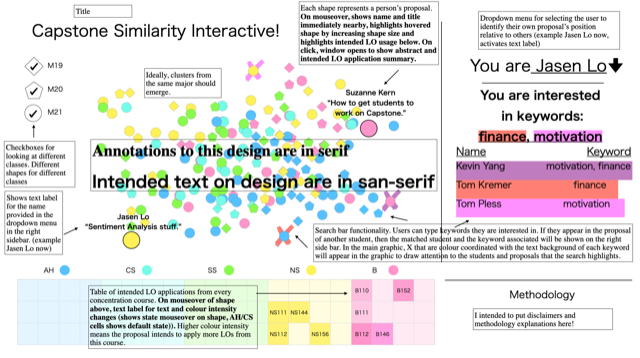 Title
Capstone Similarity Interactive!
Each shape represents a person's proposal.
On mouseover, shows name and title
immediately nearby, highlights hovered
shape by increasing shape size and
highlights intended LO usage below. On
click, window opens to show abstract and
intended LO application summary.
Dropdown menu for selecting the user to
identify their own proposal's position
relative to others (example Jasen Lo now,
activates text label)
M19
M20
M21
Ideally, clusters from
the same major should
emerge.
Suzanne Kern
"How to get students to
work on Capstone."
You are Jasen Lo
You are interested
in keywords:
finance, motivation
Name Keyword
Kevin Yang motivation, finance
Tom Kremer finance
Tom Pless motivation
Checkboxes for
looking at different
classes. Different
shapes for different
classes
Annotations to this design are in serif
Intended text on design are in san-serif
Shows text label
for the name
provided in the
dropdown menu
in the right
sidebar. (example
Jasen Lo now)
Jasen Lo
"Sentiment Analysis stuff."
Search bar functionality. Users can type keywords they are interested in. If they appear in the proposal
of another student, then the matched student and the keyword associated will be shown on the right
side bar. In the main graphic, X that are colour coordinated with the text background of each keyword
will appear in the graphic to draw attention to the students and proposals that the search highlights.
AH CS SS NS B
Table of intended LO applications from every
concentration course. On mouseover of shape
above, text label for text and colour intensity
changes (shows state mouseover on shape, AH/CS
cells shows default state)). Higher colour intensity
means the proposal intends to apply more LOs from
this course.
B110 B152
NS111 NS144 B111
NS112 NS156 B112 B146
Methodology
I intend to put disclaimers and
methodology explanations here!